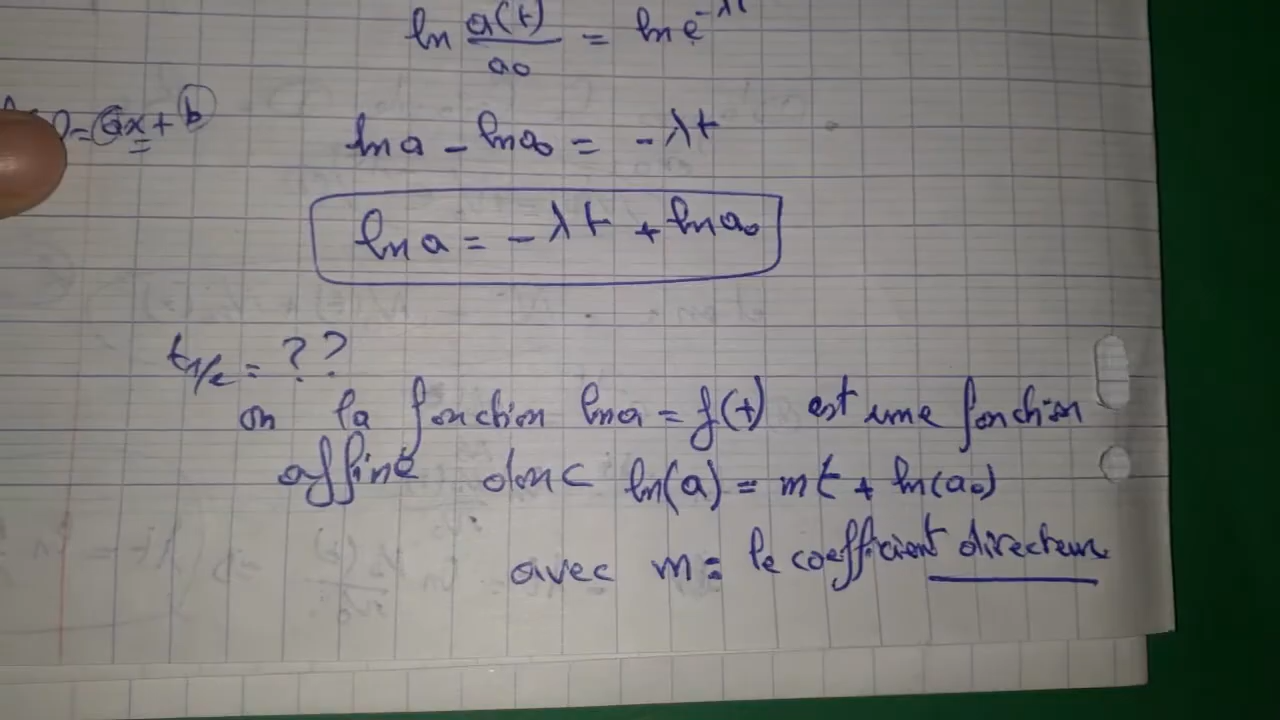 ln a(t)/a0 = ln e^-λt
= ax + b
ln a - ln a0 = - λt
ln a = - λt + ln a0
t1/2 = ??
on la fonction ln a = f(t) est une fonction
affine donc ln(a) = mt + ln(a0)
avec m = le coefficient directeur